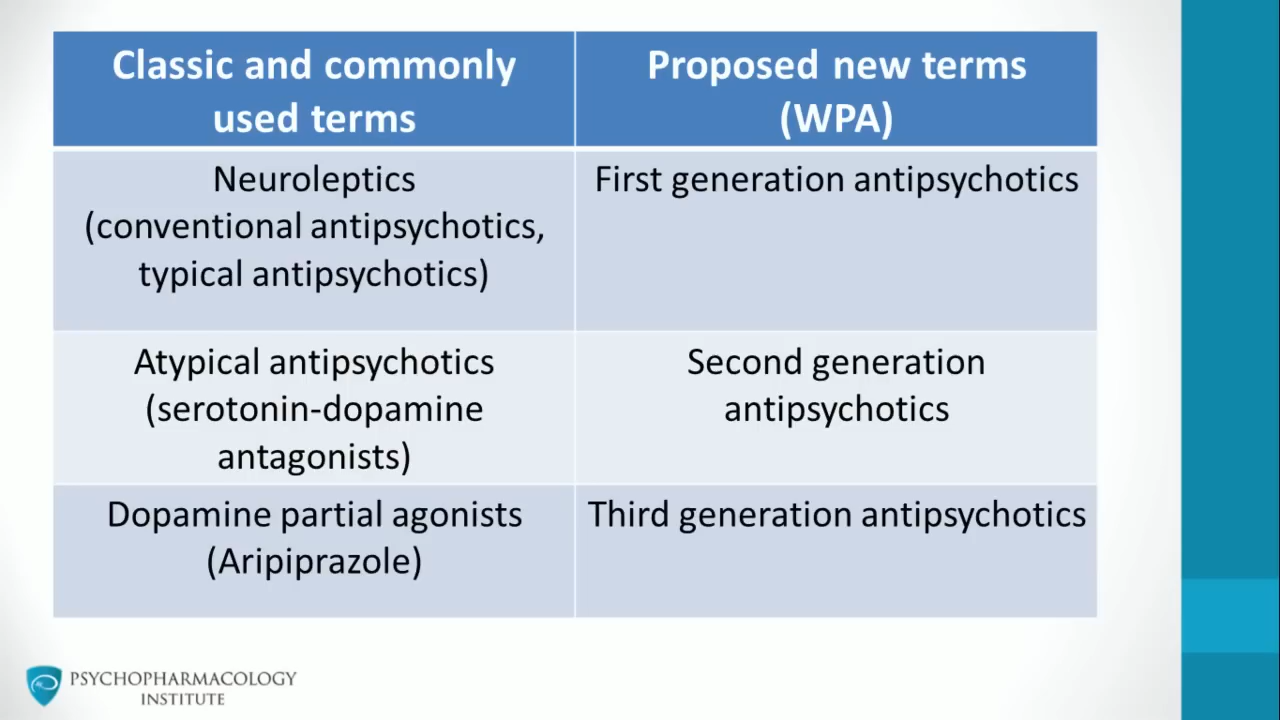 Classic and commonly
used terms
Proposed new terms
(WPA)
Neuroleptics
(conventional antipsychotics,
typical antipsychotics)
First generation antipsychotics
Atypical antipsychotics
(serotonin-dopamine
antagonists)
Second generation
antipsychotics
Dopamine partial agonists
(Aripiprazole)
Third generation antipsychotics
PSYCHOPHARMACOLOGY
INSTITUTE